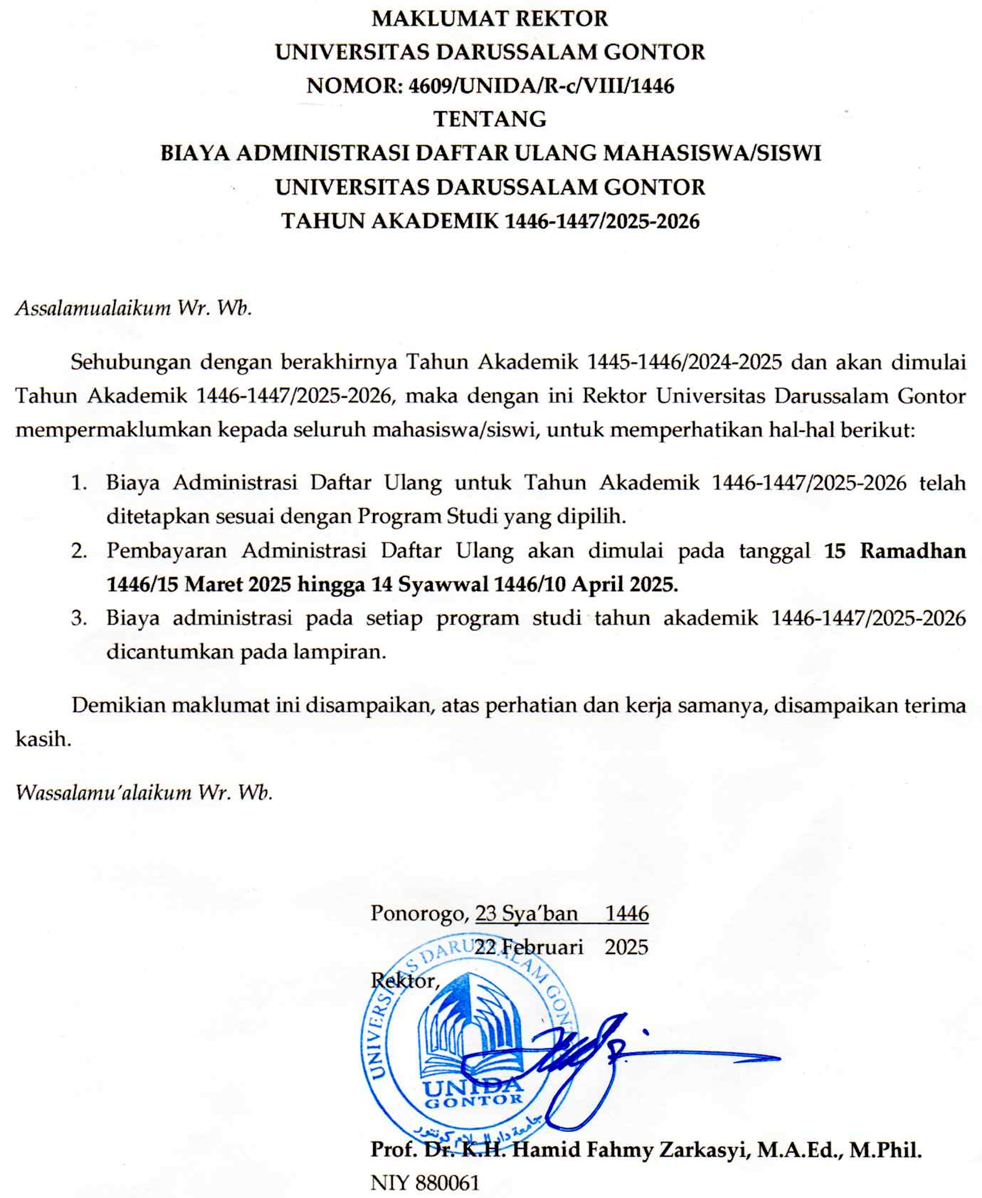 MAKLUMAT REKTOR
UNIVERSITAS DARUSSALAM GONTOR
NOMOR: 4609/UNIDA/R-c/VIII/1446
TENTANG
BIAYA ADMINISTRASI DAFTAR ULANG MAHASISWA/SISWI
UNIVERSITAS DARUSSALAM GONTOR
TAHUN AKADEMIK 1446-1447/2025-2026
Assalamualaikum Wr. Wb.
Sehubungan dengan berakhirnya Tahun Akademik 1445-1446/2024-2025 dan akan dimulai
Tahun Akademik 1446-1447/2025-2026, maka dengan ini Rektor Universitas Darussalam Gontor
mempermaklumkan kepada seluruh mahasiswa/siswi, untuk memperhatikan hal-hal berikut:
1. Biaya Administrasi Daftar Ulang untuk Tahun Akademik 1446-1447/2025-2026 telah
ditetapkan sesuai dengan Program Studi yang dipilih.
2. Pembayaran Administrasi Daftar Ulang akan dimulai pada tanggal 15 Ramadhan
1446/15 Maret 2025 hingga 14 Syawwal 1446/10 April 2025.
3. Biaya administrasi pada setiap program studi tahun akademik 1446-1447/2025-2026
dicantumkan pada lampiran.
Demikian maklumat ini disampaikan, atas perhatian dan kerja samanya, disampaikan terima
kasih.
Wassalamu'alaikum Wr. Wb.
Ponorogo, 23 Sya'ban 1446
22 Februari 2025
Rektor,
UNIVERSITAS DARUSSALAM GONTOR
UNIDA
GONTOR
جامعة دار السلام كونتور
Prof. Dr. K.H. Hamid Fahmy Zarkasyi, M.A.Ed., M.Phil.
NIY 880061